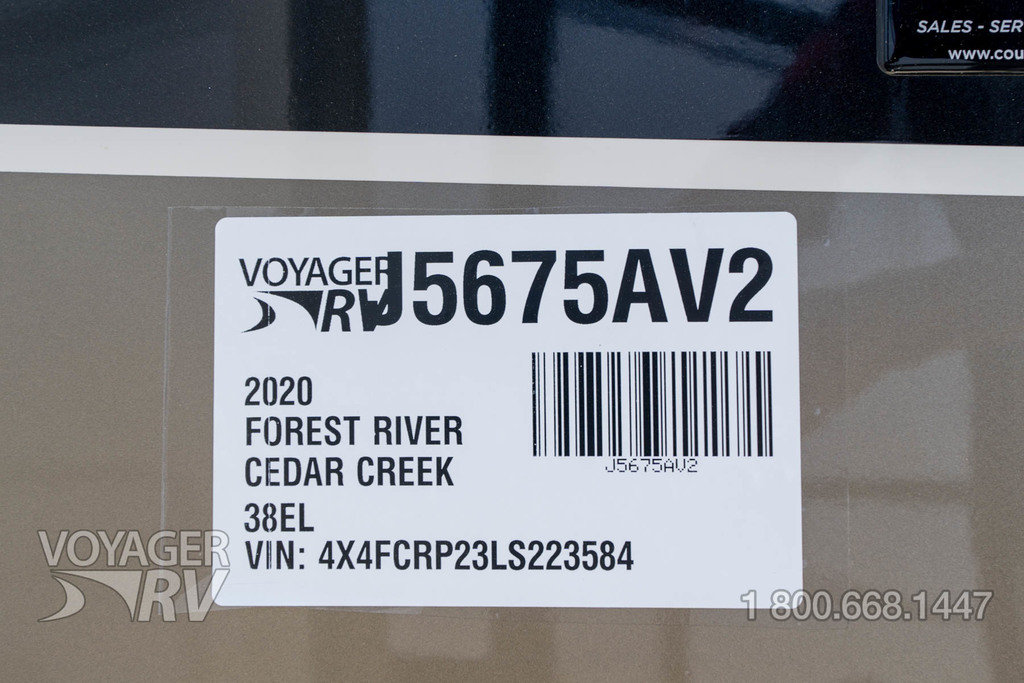 SALES - SER
www.cou
VOYAGER
RV
J5675AV2
2020
FOREST RIVER
CEDAR CREEK
38EL
VIN: 4X4FCRP23LS223584
J5675AV2
VOYAGER
RV
1 800.668.1447